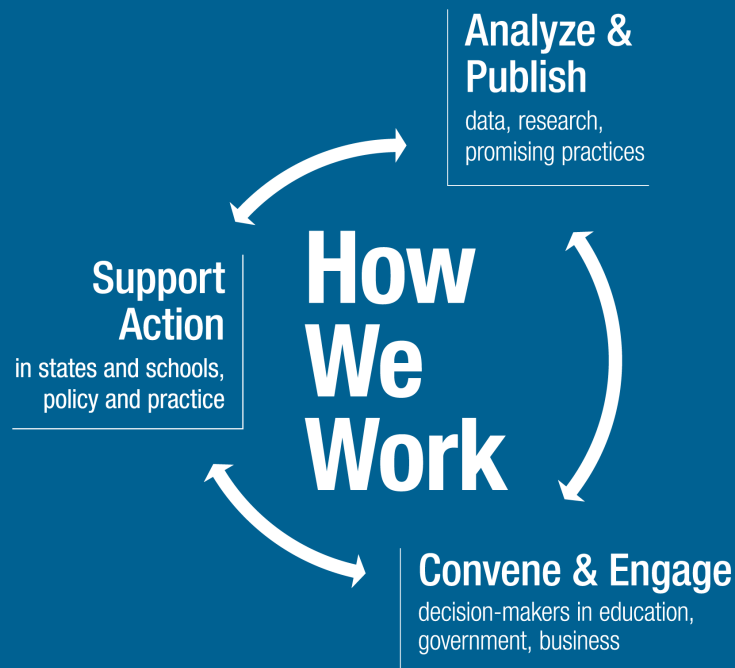 Analyze &
Publish
data, research,
promising practices
Support
Action
in states and schools,
policy and practice
How
We
Work
Convene & Engage
decision-makers in education,
government, business